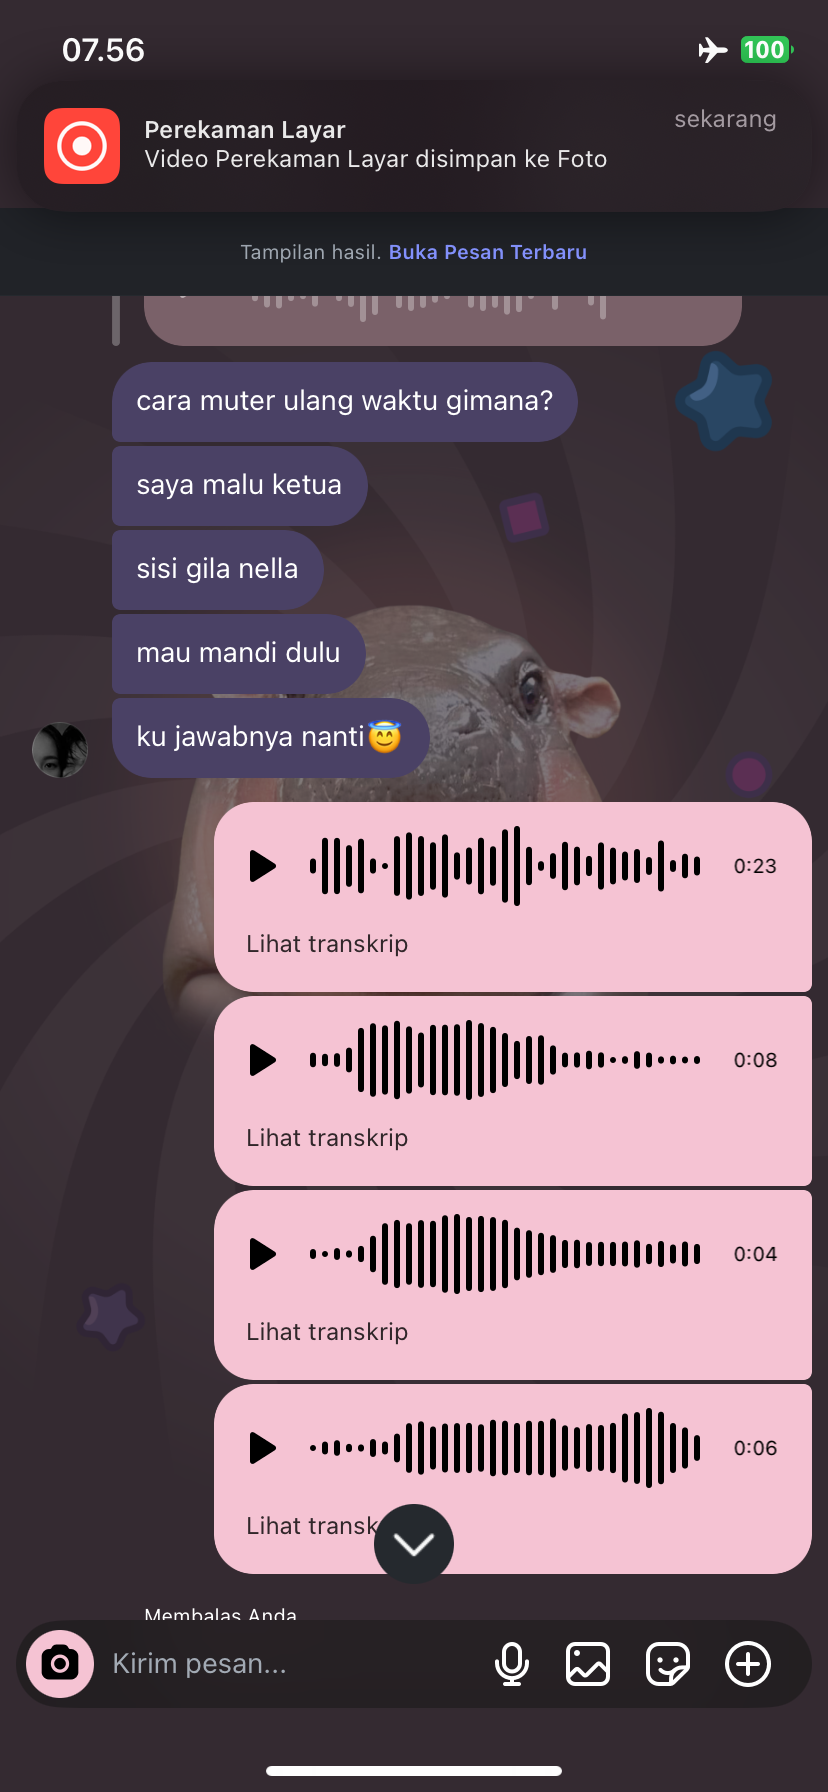 07.56
100
Perekaman Layar
sekarang
Video Perekaman Layar disimpan ke Foto
Tampilan hasil. Buka Pesan Terbaru
cara muter ulang waktu gimana?
saya malu ketua
sisi gila nella
mau mandi dulu
ku jawabnya nanti😇
0:23
Lihat transkrip
0:08
Lihat transkrip
0:04
Lihat transkrip
0:06
Lihat transk
Membalas Anda
Kirim pesan...